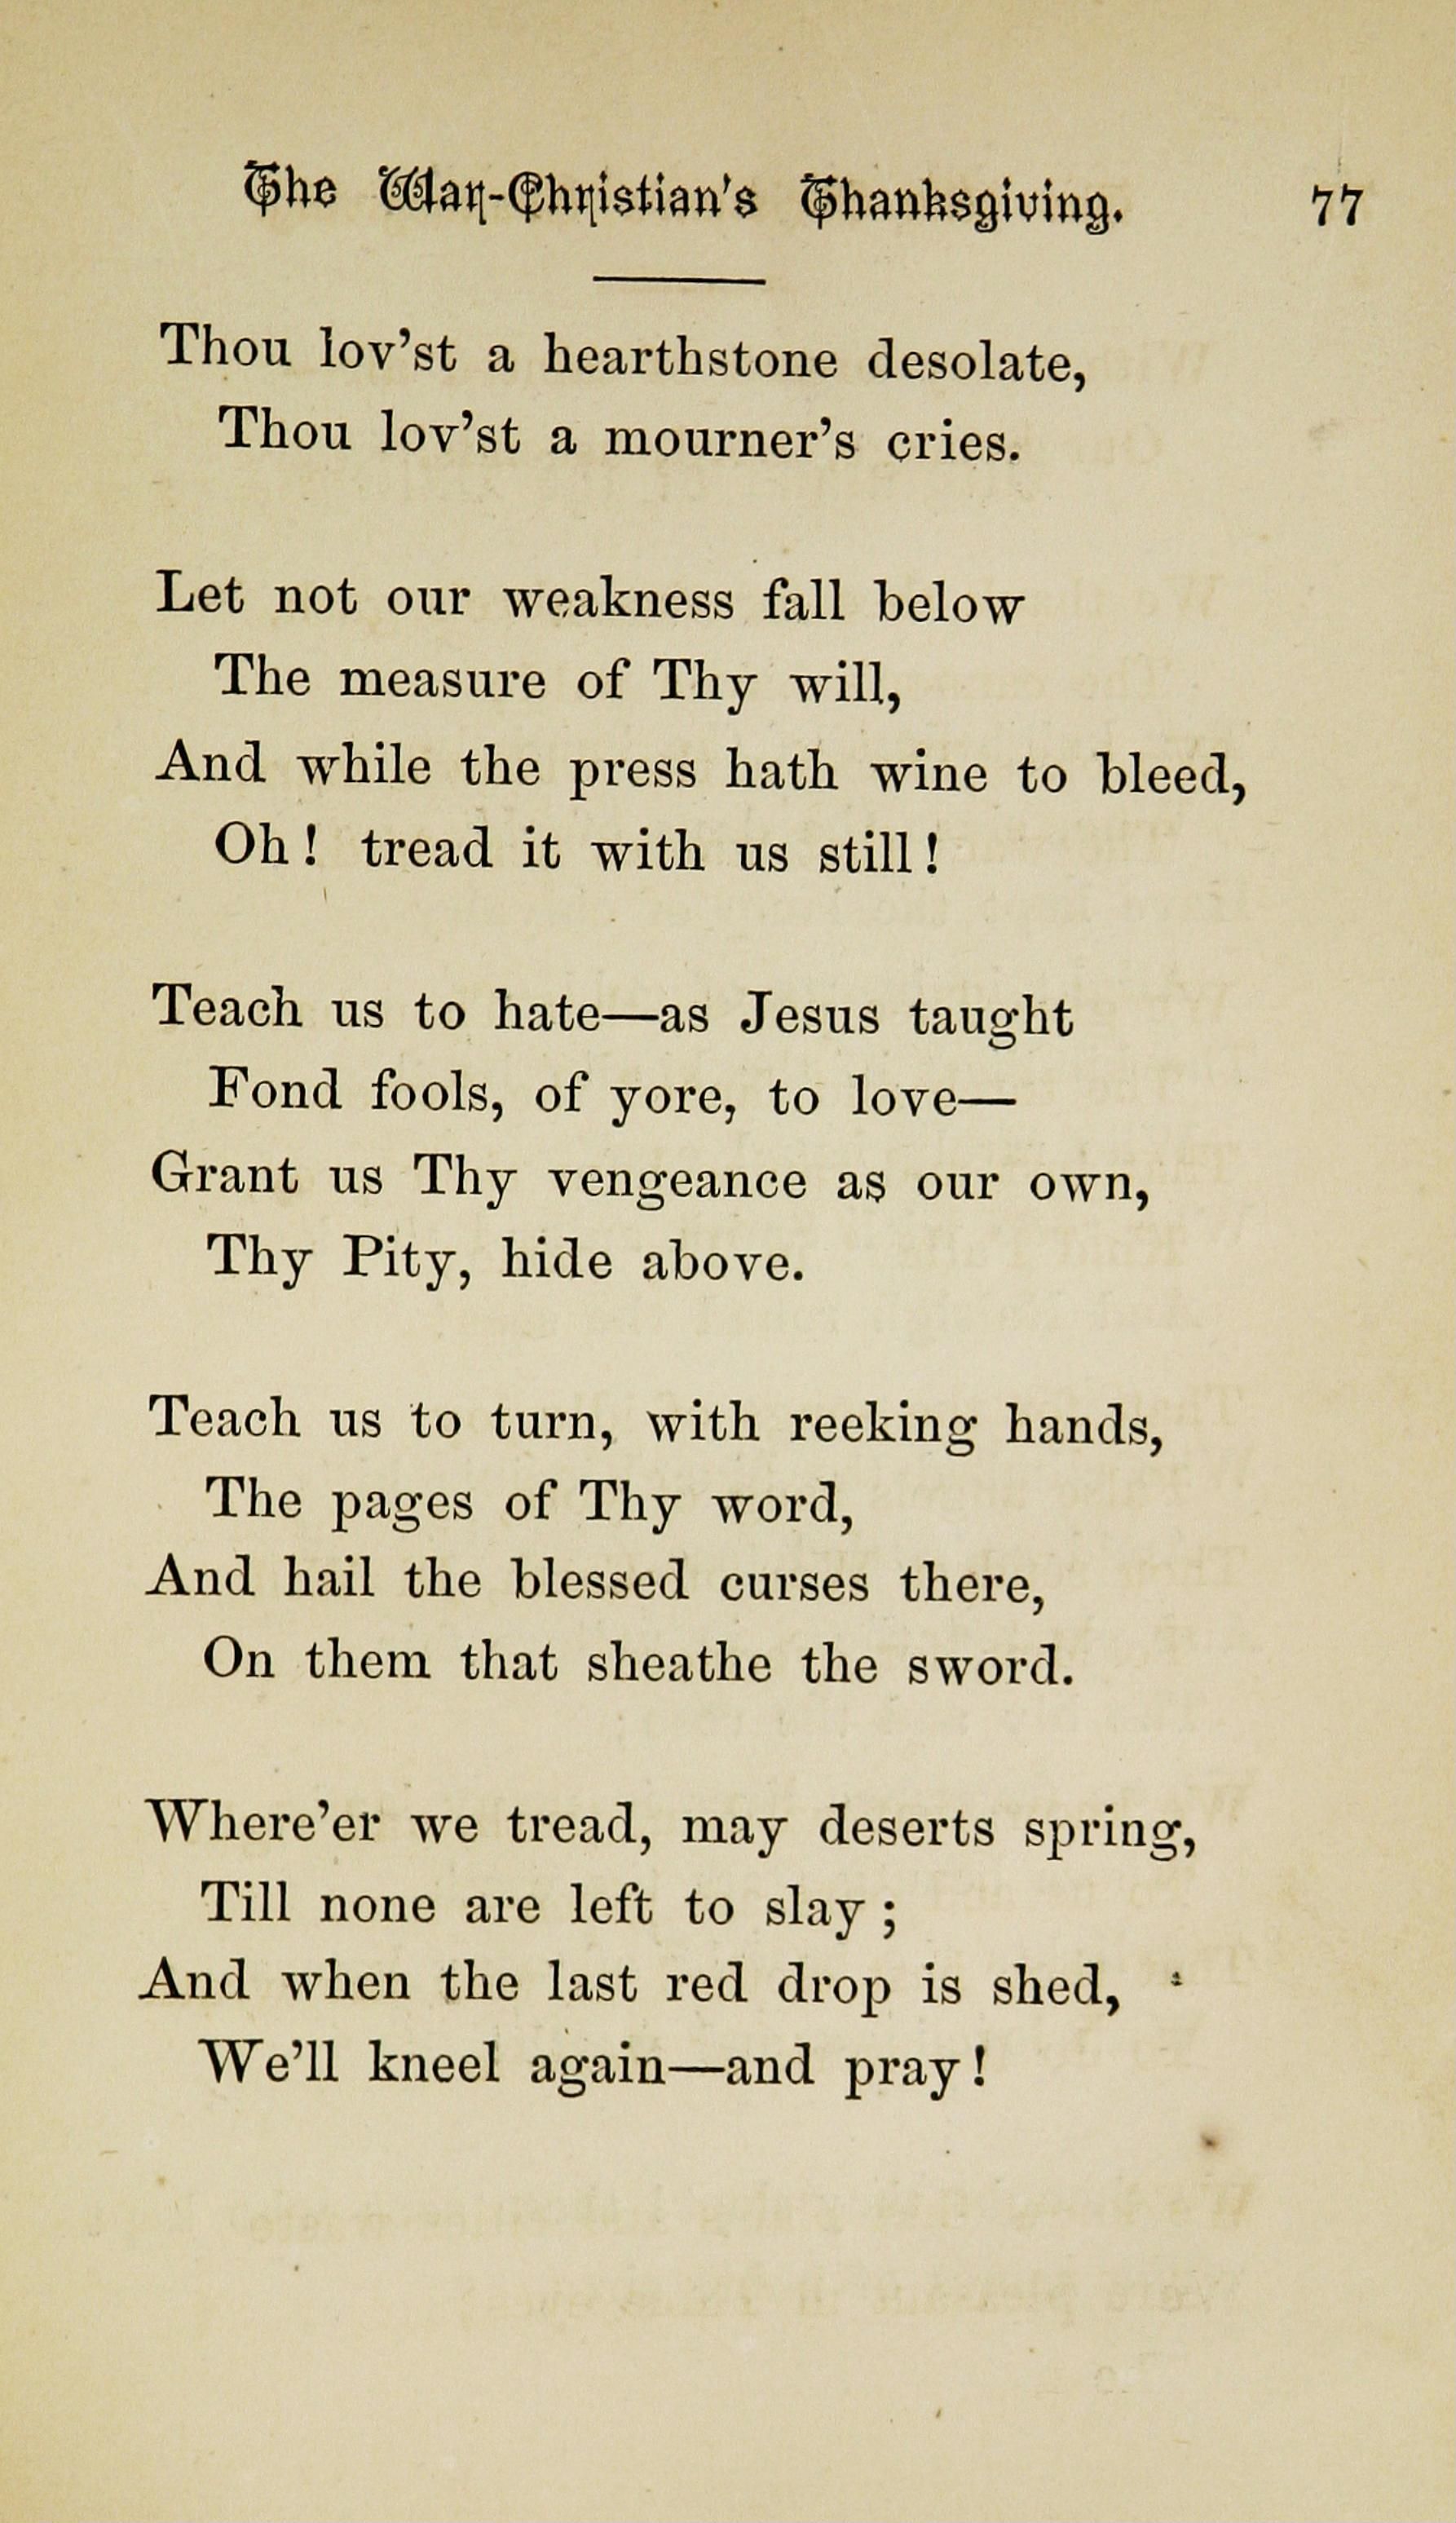 The War-Christian's Thanksgiving. 77
Thou lov'st a hearthstone desolate,
Thou lov'st a mourner's cries.
Let not our weakness fall below
The measure of Thy will,
And while the press hath wine to bleed,
Oh! tread it with us still!
Teach us to hate—as Jesus taught
Fond fools, of yore, to love—
Grant us Thy vengeance as our own,
Thy Pity, hide above.
Teach us to turn, with reeking hands,
The pages of Thy word,
And hail the blessed curses there,
On them that sheathe the sword.
Where'er we tread, may deserts spring,
Till none are left to slay;
And when the last red drop is shed,
We'll kneel again—and pray!